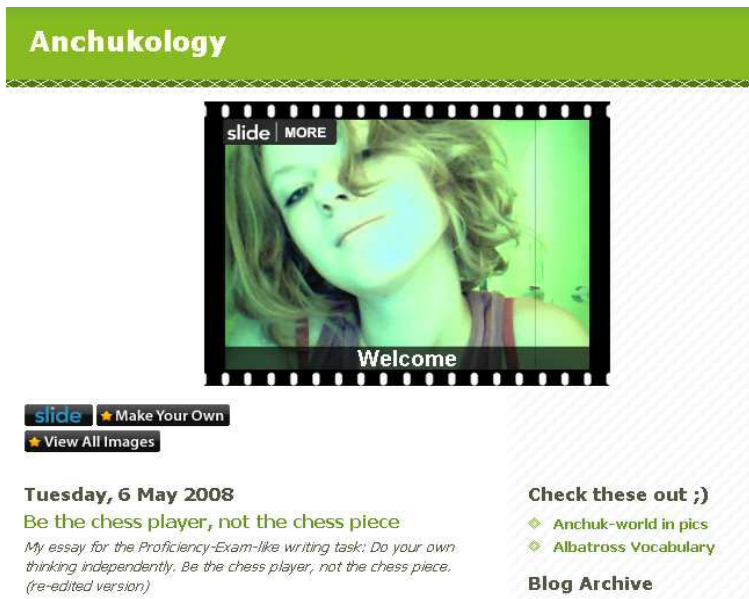 Anchukology
slide | MORE
Welcome
slide Make Your Own
View All Images
Tuesday, 6 May 2008
Be the chess player, not the chess piece
My essay for the Proficiency-Exam-like writing task: Do your own
thinking independently. Be the chess player, not the chess piece.
(re-edited version)
Check these out ;)
Anchuk-world in pics
Albatross Vocabulary
Blog Archive